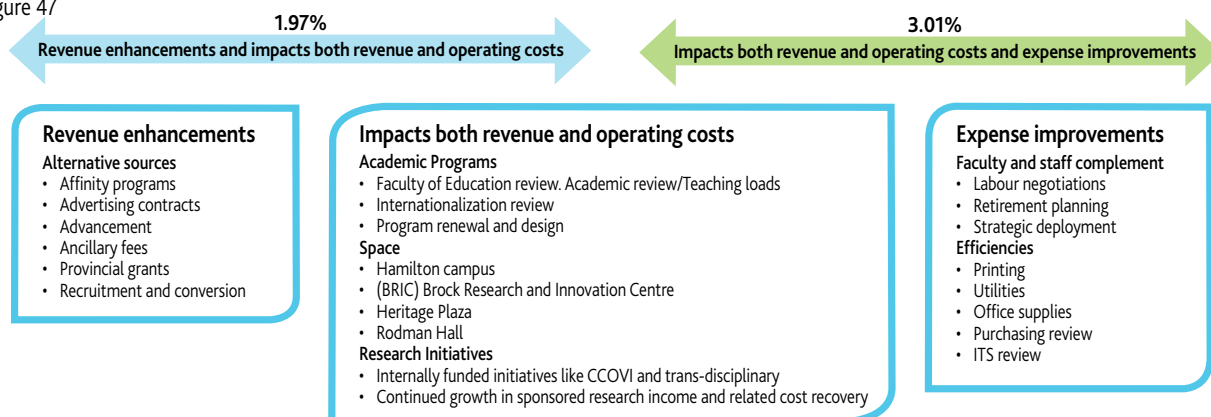 gure 47
1.97%
Revenue enhancements and impacts both revenue and operating costs
3.01%
Impacts both revenue and operating costs and expense improvements
Revenue enhancements
Alternative sources
• Affinity programs
• Advertising contracts
• Advancement
• Ancillary fees
• Provincial grants
• Recruitment and conversion
Impacts both revenue and operating costs
Academic Programs
• Faculty of Education review. Academic review/Teaching loads
• Internationalization review
• Program renewal and design
Space
• Hamilton campus
• (BRIC) Brock Research and Innovation Centre
• Heritage Plaza
• Rodman Hall
Research Initiatives
• Internally funded initiatives like CCOVI and trans-disciplinary
• Continued growth in sponsored research income and related cost recovery
Expense improvements
Faculty and staff complement
• Labour negotiations
• Retirement planning
• Strategic deployment
Efficiencies
• Printing
• Utilities
• Office supplies
• Purchasing review
• ITS review